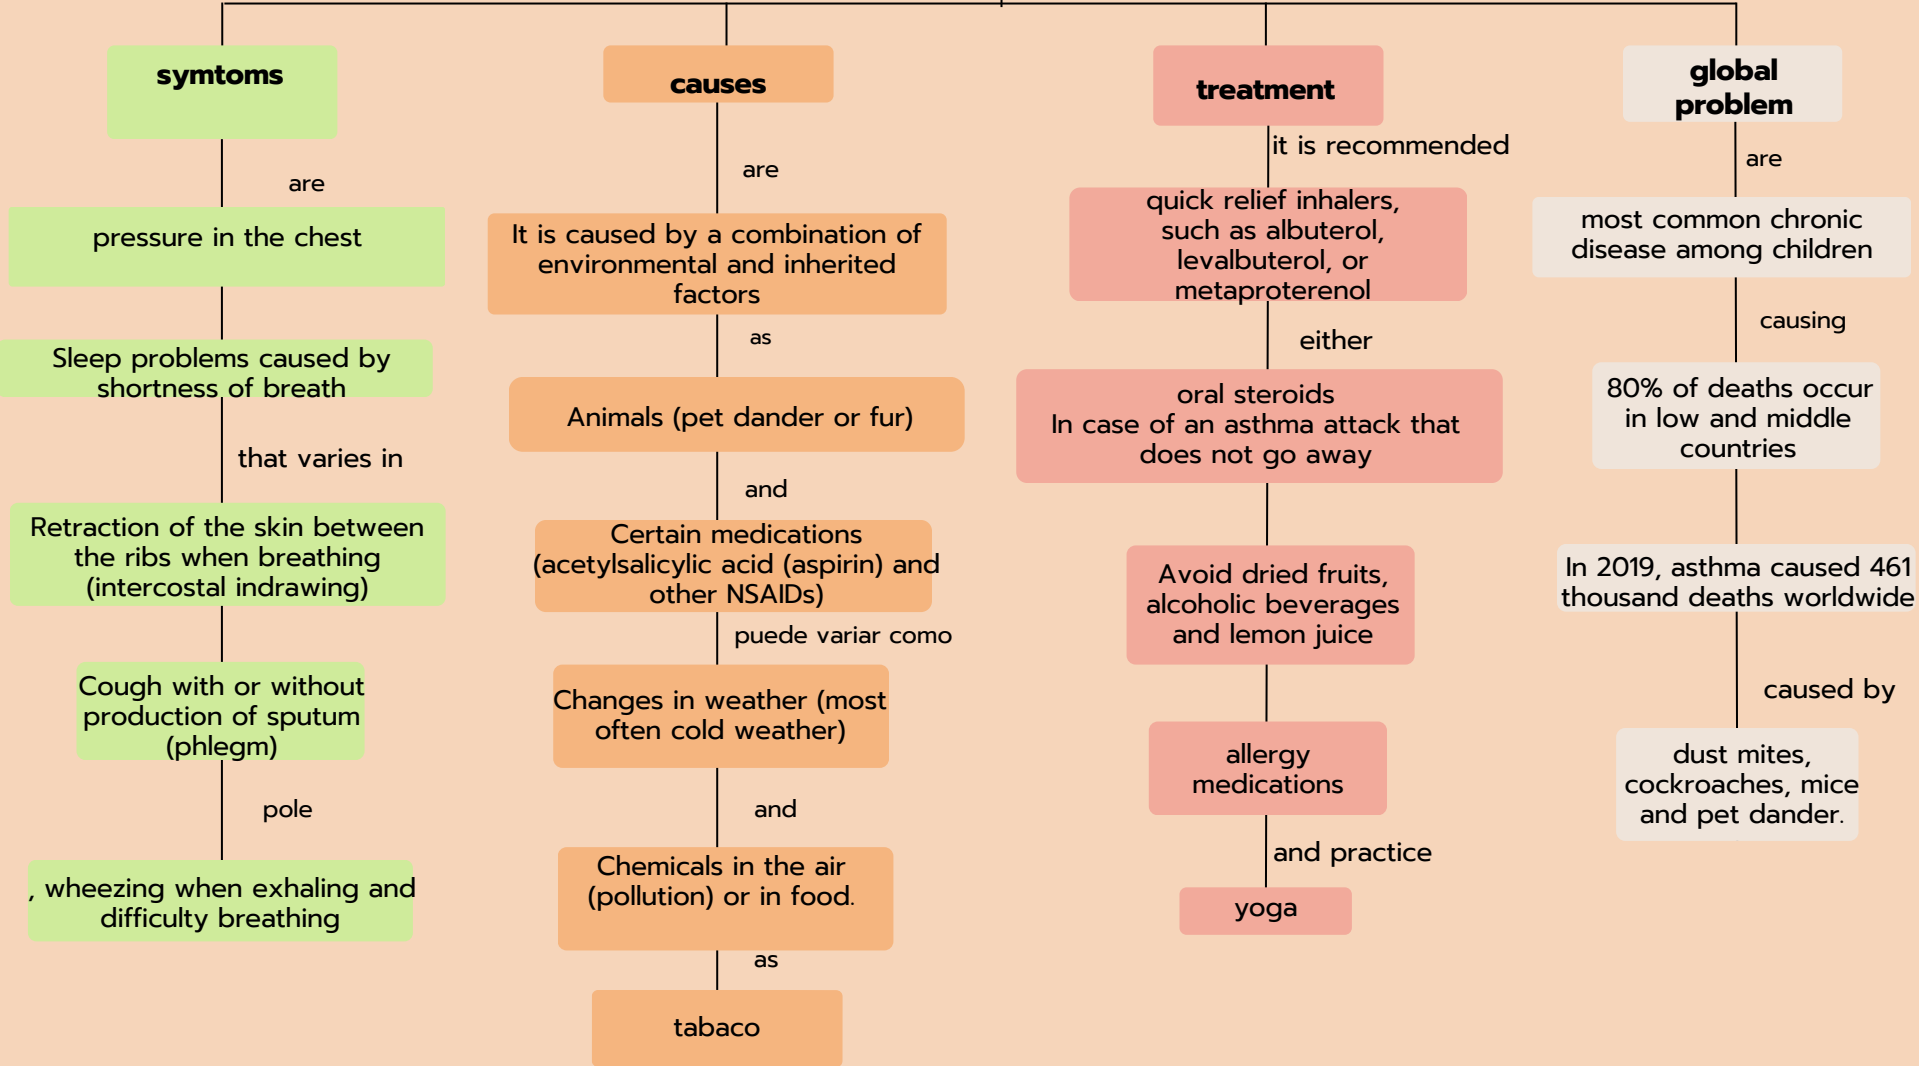 symtoms
are
pressure in the chest
Sleep problems caused by
shortness of breath
that varies in
Retraction of the skin between
the ribs when breathing
(intercostal indrawing)
Cough with or without
production of sputum
(phlegm)
pole
, wheezing when exhaling and
difficulty breathing
causes
are
It is caused by a combination of
environmental and inherited
factors
as
Animals (pet dander or fur)
and
Certain medications
(acetylsalicylic acid (aspirin) and
other NSAIDs)
puede variar como
Changes in weather (most
often cold weather)
and
Chemicals in the air
(pollution) or in food.
as
tabaco
treatment
it is recommended
quick relief inhalers,
such as albuterol,
levalbuterol, or
metaproterenol
either
oral steroids
In case of an asthma attack that
does not go away
Avoid dried fruits,
alcoholic beverages
and lemon juice
allergy
medications
and practice
yoga
global
problem
are
most common chronic
disease among children
causing
80% of deaths occur
in low and middle
countries
In 2019, asthma caused 461
thousand deaths worldwide
caused by
dust mites,
cockroaches, mice
and pet dander.